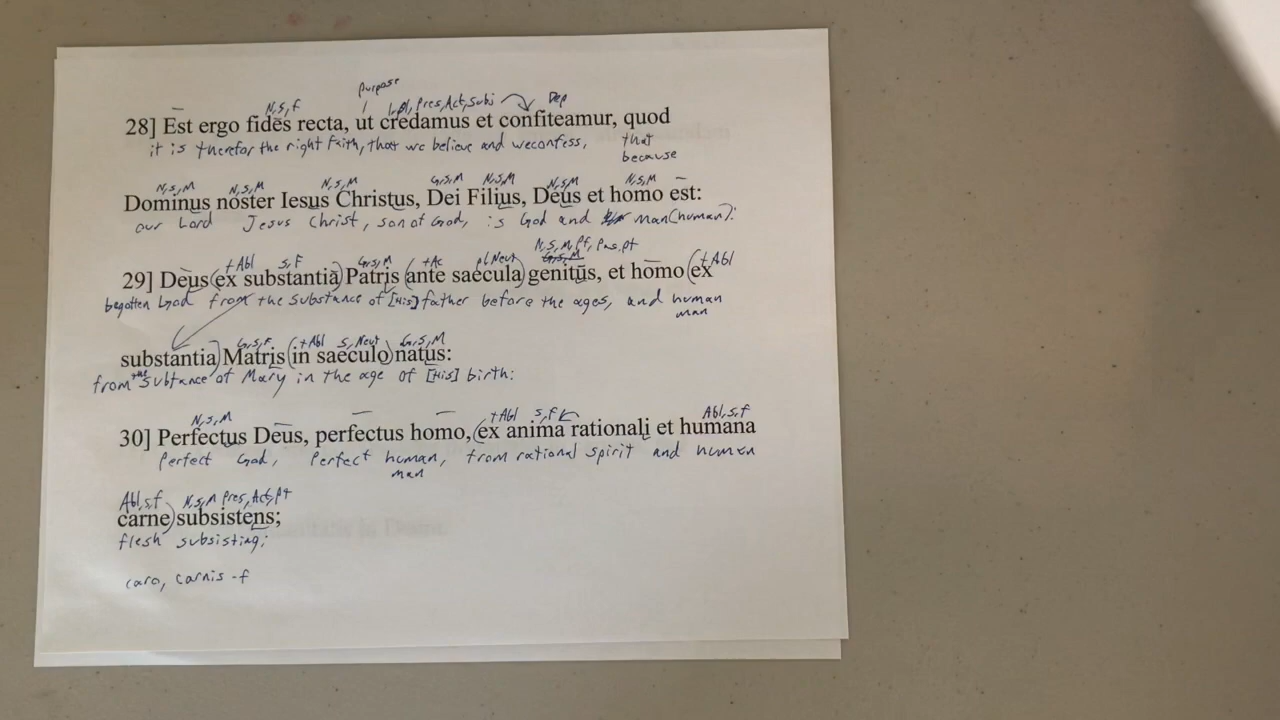 purpose
N,S,f 1,pl,Pres,Act,Subj Dep
28] Est ergo fides recta, ut credamus et confiteamur, quod
it is therefor the right faith, that we believe and weconfess, that
because
N,S,M N,S,M N,S,M G,S,M N,S,M N,S,M N,S,M
Dominus noster Iesus Christus, Dei Filius, Deus et homo est:
our Lord Jesus Christ, son of God, is God and man(human).
N,S,M,Pf,Pas,pt
+Abl S,F G,S,M +Ac pl Neut G,S,M +Abl
29] Deus (ex substantia) Patris (ante saecula) genitus, et homo (ex
begotten God from the substance of [His] father before the ages, and human
man
G,S,F +Abl S,Neut G,S,M
substantia) Matris (in saeculo) natus:
from the subtance of Mary in the age of [His] birth:
N,S,M +Abl S,f Abl,S,f
30] Perfectus Deus, perfectus homo, (ex anima rationali et humana
perfect God, perfect human, from rational spirit and human
man
Abl,S,f N,S,M Pres,Act,pt
carne) subsistens;
flesh subsisting;
caro, carnis -f